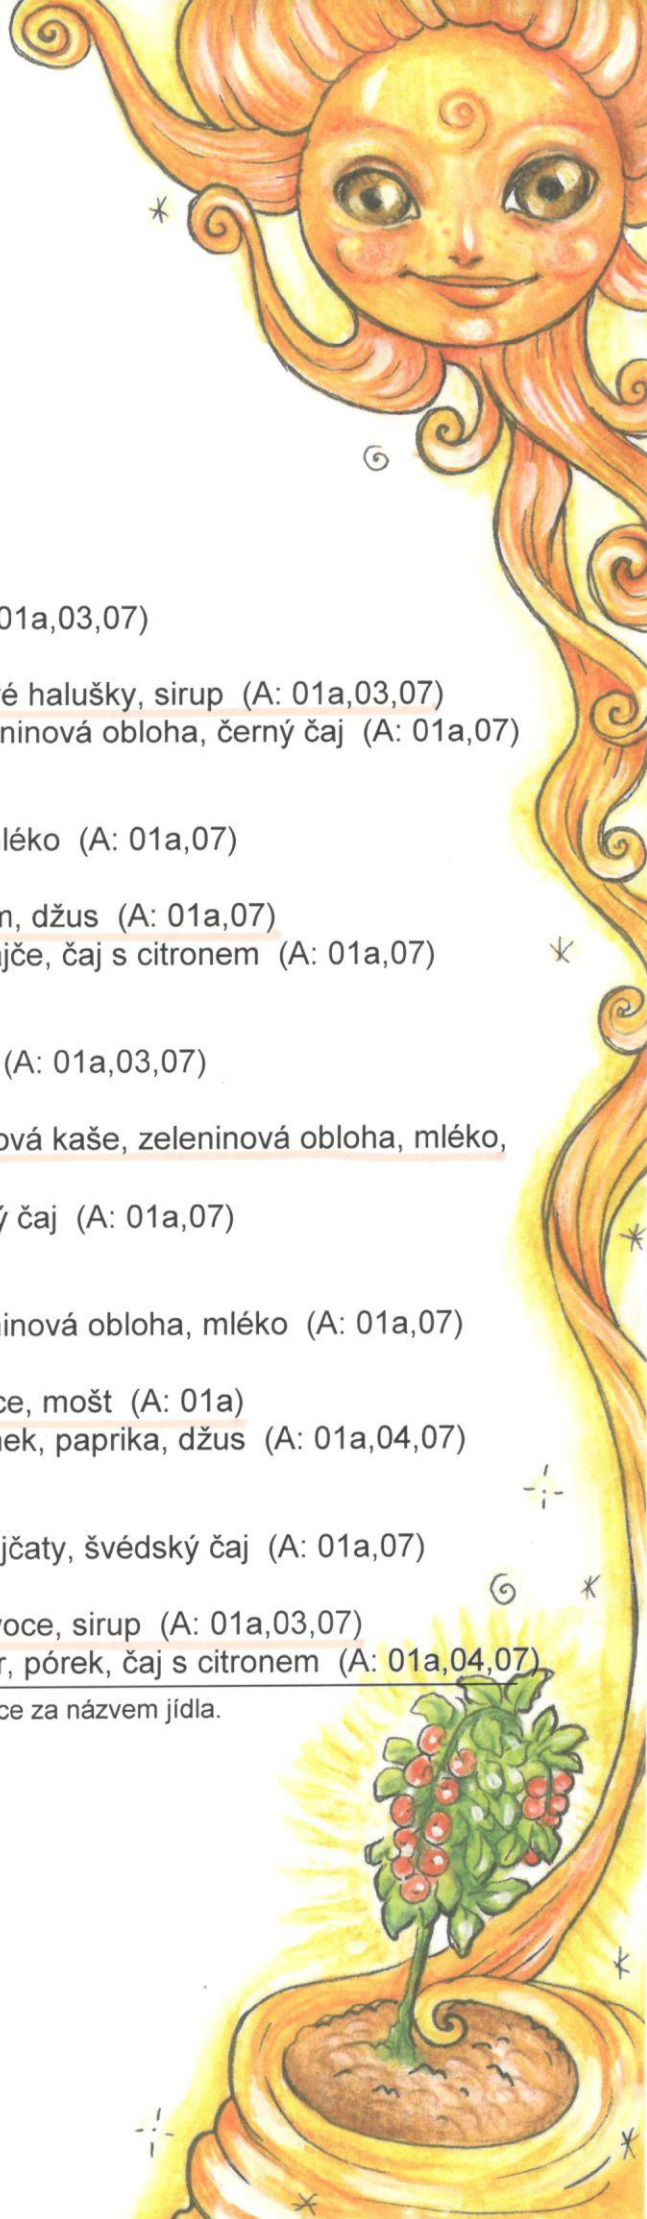 01a,03,07)
é halušky, sirup (A: 01a,03,07)
ninová obloha, černý čaj (A: 01a,07)
léko (A: 01a,07)
m, džus (A: 01a,07)
jče, čaj s citronem (A: 01a,07)
(A: 01a,03,07)
ová kaše, zeleninová obloha, mléko,
ý čaj (A: 01a,07)
inová obloha, mléko (A: 01a,07)
ce, mošt (A: 01a)
nek, paprika, džus (A: 01a,04,07)
jčaty, švédský čaj (A: 01a,07)
voce, sirup (A: 01a,03,07)
r, pórek, čaj s citronem (A: 01a,04,07)
ce za názvem jídla.